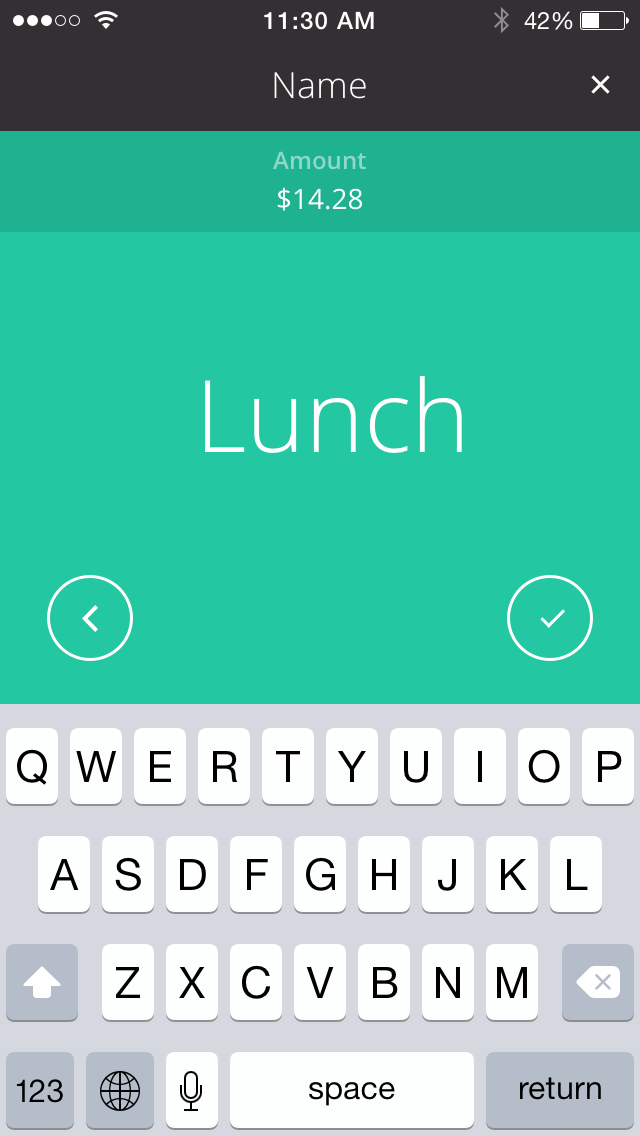 11:30 AM 42%
Name
Amount
$14.28
Lunch
Q W E R T Y U I O P
A S D F G H J K L
Z X C V B N M
123 space return